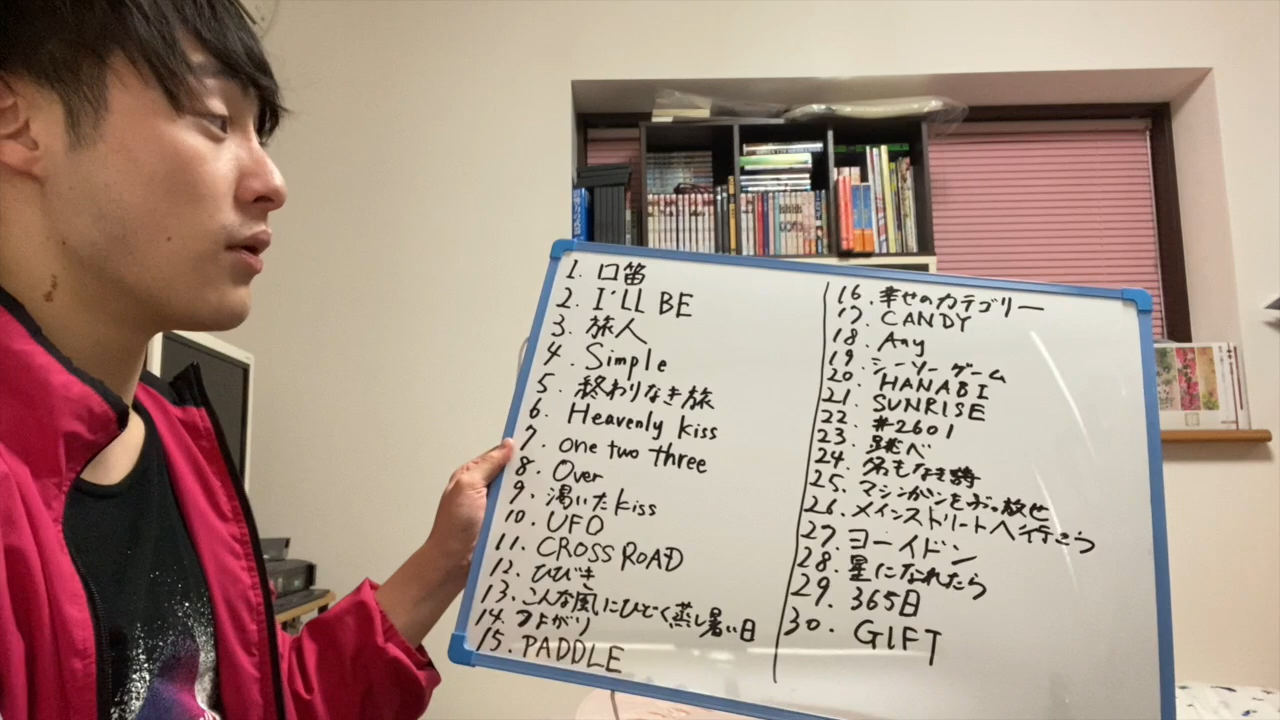 1. 口笛
2. I'LL BE
3. 旅人
4. Simple
5. 終わりなき旅
6. Heavenly kiss
7. one two three
8. Over
9. 渇いたkiss
10. UFO
11. CROSS ROAD
12. ひびき
13. こんな風にひどく蒸し暑い日
14. つよがり
15. PADDLE
16. 幸せのカテゴリー
17. CANDY
18. Any
19. シーソーゲーム
20. HANABI
21. SUNRISE
22. #2601
23. 跳べ
24. 名もなき詩
25. マシンガンをぶっ放せ
26. メインストリートへ行こう
27. ヨーイドン
28. 星になれたら
29. 365日
30. GIFT